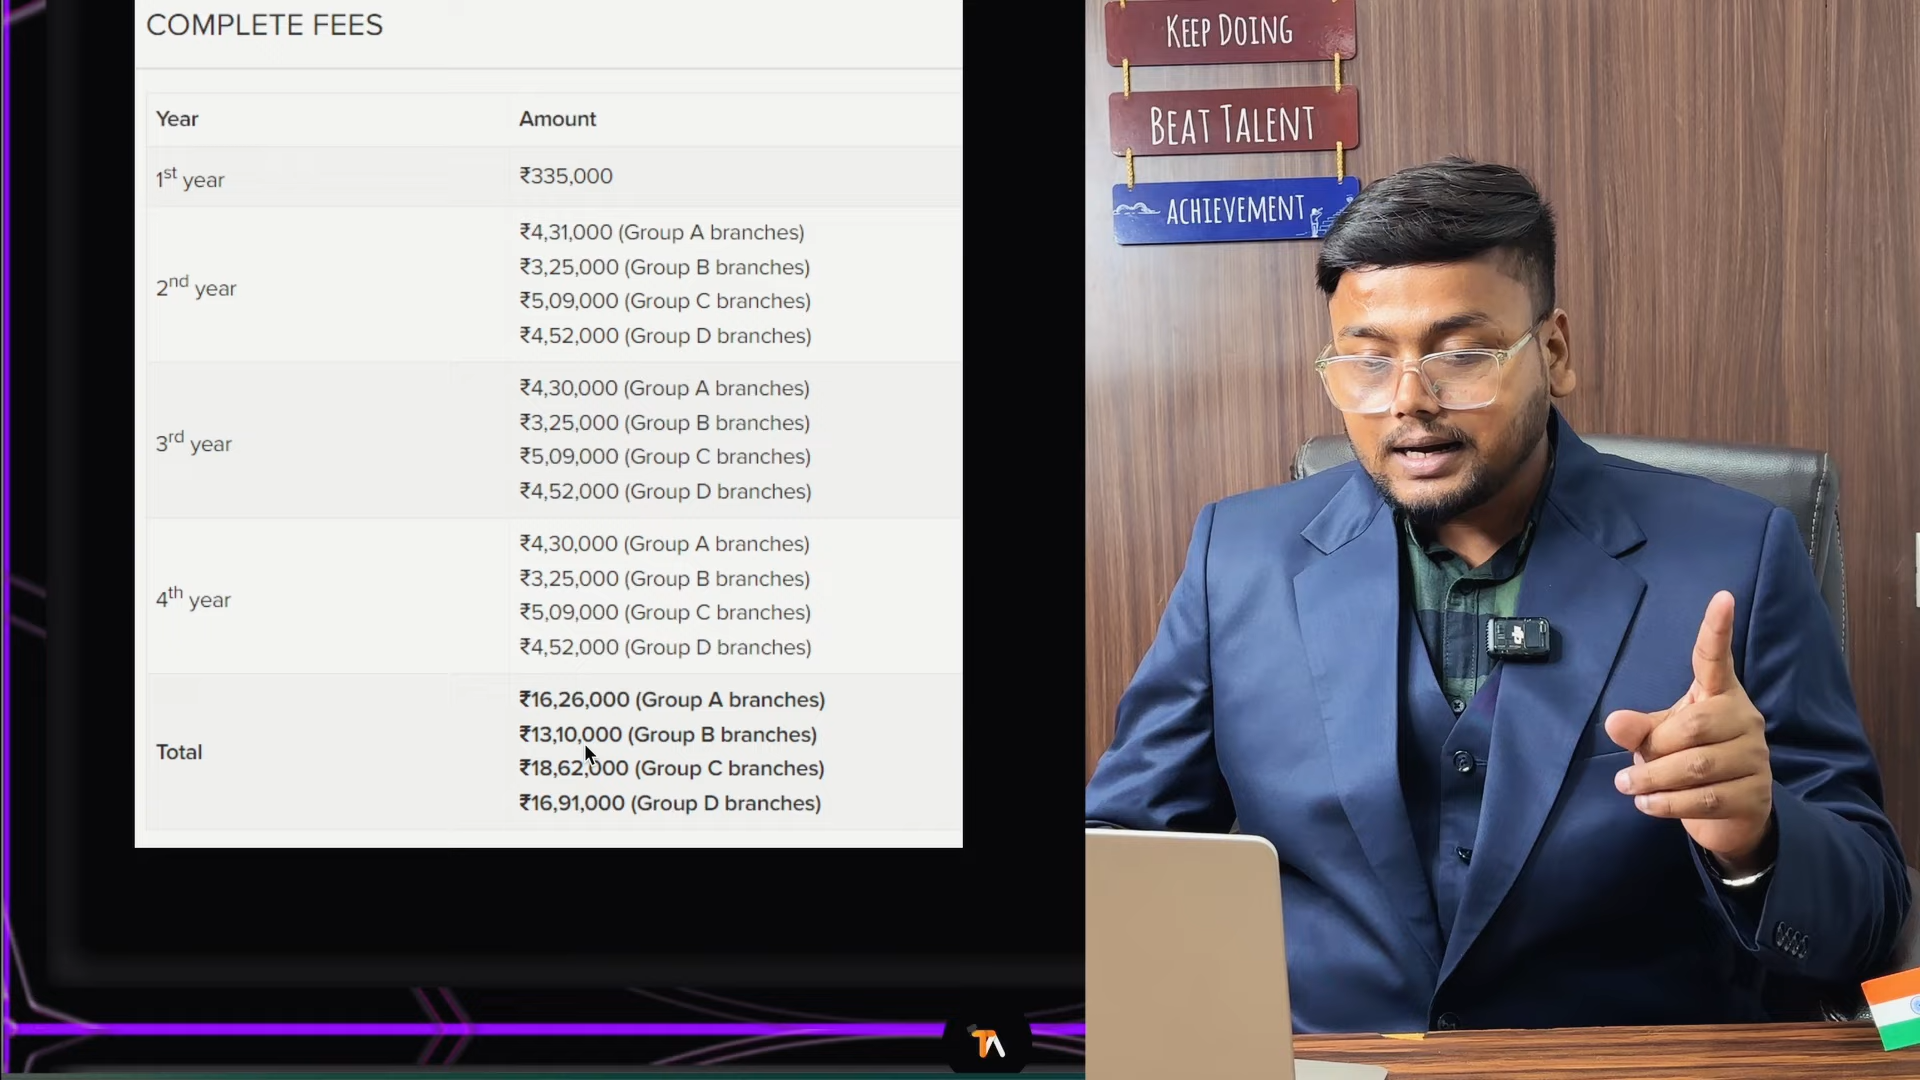 COMPLETE FEES
Year Amount
1st year ₹335,000
2nd year
₹4,31,000 (Group A branches)
₹3,25,000 (Group B branches)
₹5,09,000 (Group C branches)
₹4,52,000 (Group D branches)
3rd year
₹4,30,000 (Group A branches)
₹3,25,000 (Group B branches)
₹5,09,000 (Group C branches)
₹4,52,000 (Group D branches)
4th year
₹4,30,000 (Group A branches)
₹3,25,000 (Group B branches)
₹5,09,000 (Group C branches)
₹4,52,000 (Group D branches)
Total
₹16,26,000 (Group A branches)
₹13,10,000 (Group B branches)
₹18,62,000 (Group C branches)
₹16,91,000 (Group D branches)
KEEP DOING
BEAT TALENT
ACHIEVEMENT
TA